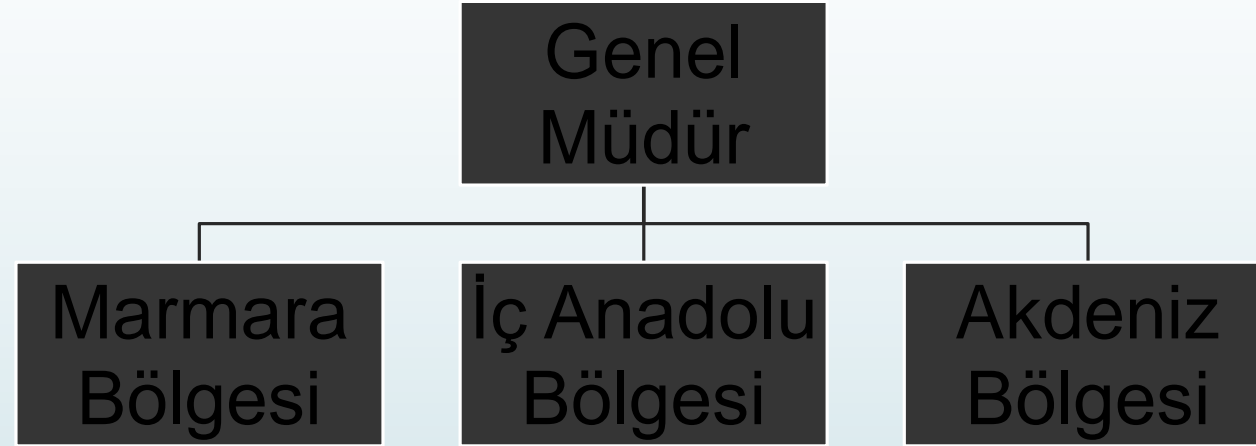 Genel
Müdür
Marmara
Bölgesi
İç Anadolu
Bölgesi
Akdeniz
Bölgesi